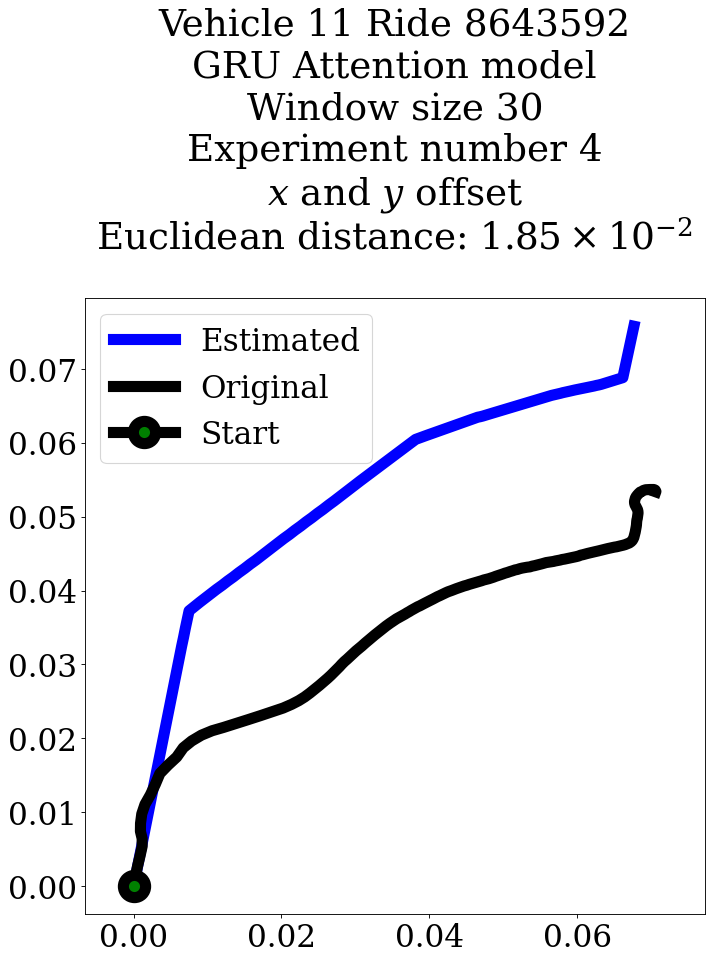 Vehicle 11 Ride 8643592
GRU Attention model
Window size 30
Experiment number 4
x and y offset
Euclidean distance: 1.85 × 10⁻²
Estimated
Original
Start
0.07
0.06
0.05
0.04
0.03
0.02
0.01
0.00
0.00 0.02 0.04 0.06